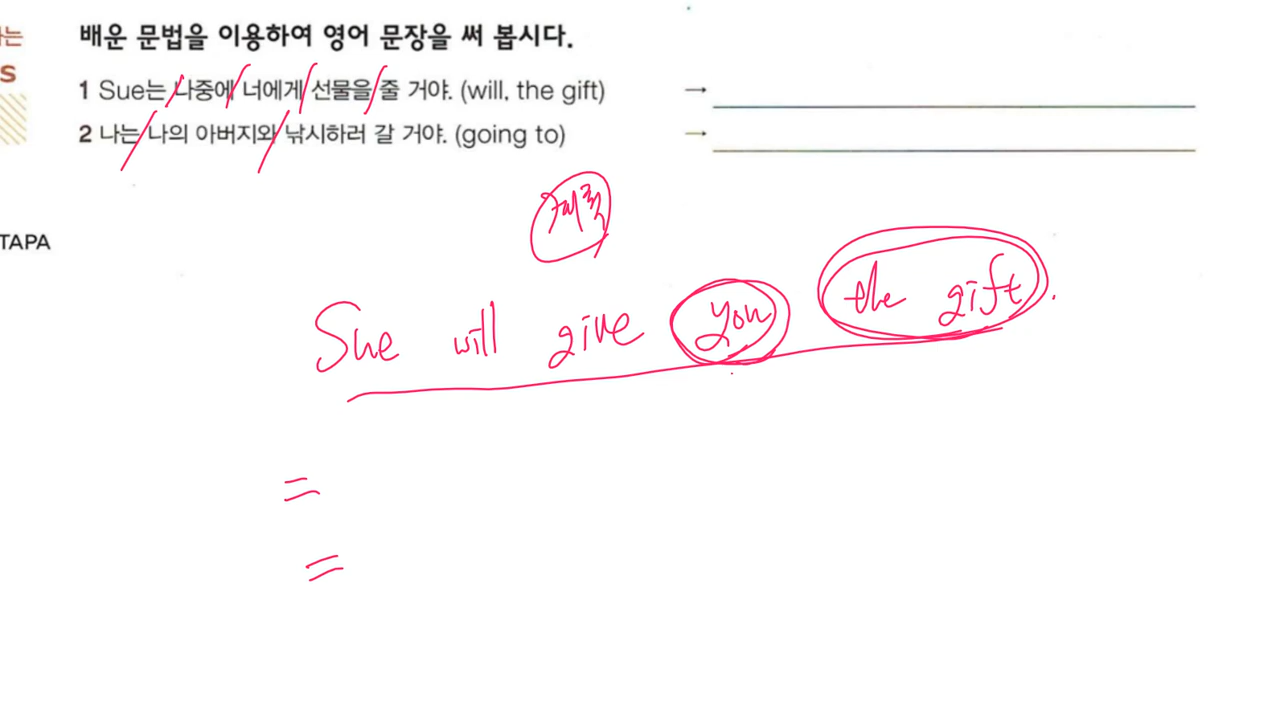 는
배운 문법을 이용하여 영어 문장을 써 봅시다.
S
1 Sue는 나중에 너에게 선물을 줄 거야. (will, the gift) →
2 나는 나의 아버지와 낚시하러 갈 거야. (going to) →
TAPA
Sue will give you the gift.
=
=